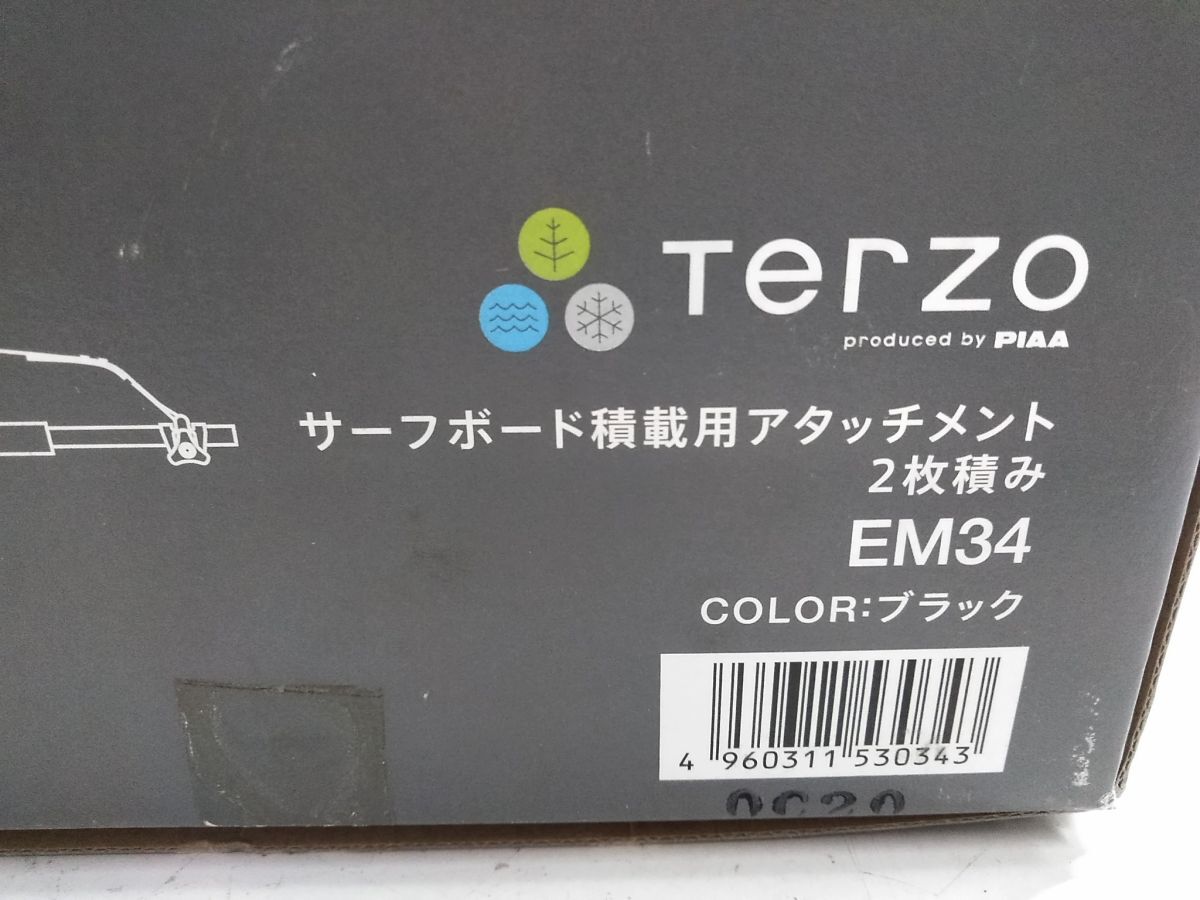 Terzo
produced by PIAA
サーフボード積載用アタッチメント
2枚積み
EM34
COLOR:ブラック
4 960311 530343